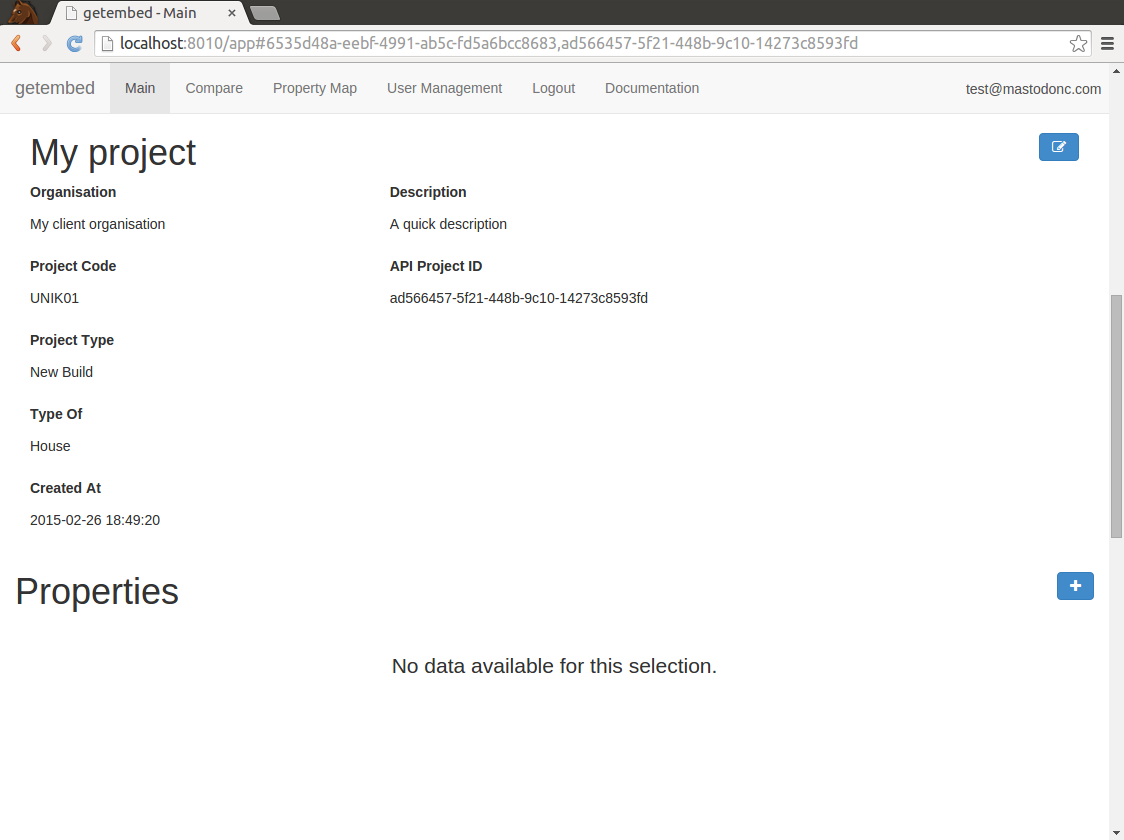 getembed - Main
localhost:8010/app#6535d48a-eebf-4991-ab5c-fd5a6bcc8683,ad566457-5f21-448b-9c10-14273c8593fd
getembed Main Compare Property Map User Management Logout Documentation test@mastodonc.com
My project
Organisation Description
My client organisation A quick description
Project Code API Project ID
UNIK01 ad566457-5f21-448b-9c10-14273c8593fd
Project Type
New Build
Type Of
House
Created At
2015-02-26 18:49:20
Properties
No data available for this selection.